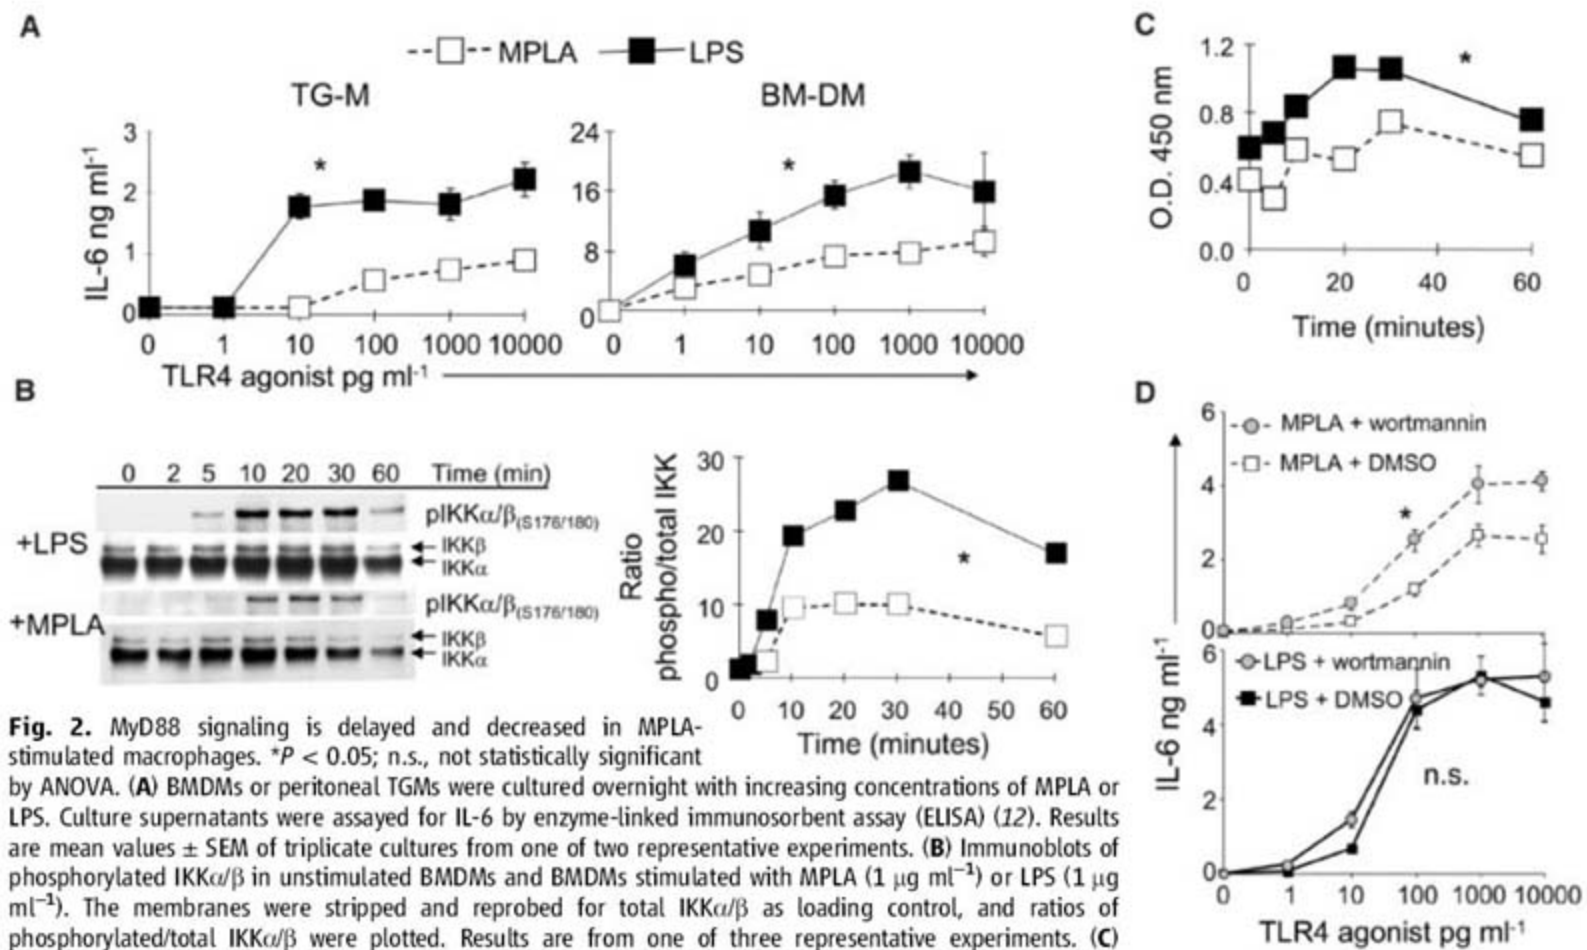 A
MPLA LPS
TG-M
BM-DM
IL-6 ng ml⁻¹
3
2
1
0
0 1 10 100 1000 10000
24
16
8
0
0 1 10 100 1000 10000
TLR4 agonist pg ml⁻¹
*
*
C
O.D. 450 nm
1.2
0.8
0.4
0.0
*
0 20 40 60
Time (minutes)
B
0 2 5 10 20 30 60 Time (min)
+LPS
pIKKα/β(S176/180)
IKKβ
IKKα
+MPLA
pIKKα/β(S176/180)
IKKβ
IKKα
Ratio
phospho/total IKK
30
20
10
0
*
0 10 20 30 40 50 60
Time (minutes)
D
IL-6 ng ml⁻¹
6
4
2
0
MPLA + wortmannin
MPLA + DMSO
*
6
4
2
0
LPS + wortmannin
LPS + DMSO
n.s.
0 1 10 100 1000 10000
TLR4 agonist pg ml⁻¹
Fig. 2. MyD88 signaling is delayed and decreased in MPLA-
stimulated macrophages. *P < 0.05; n.s., not statistically significant
by ANOVA. (A) BMDMs or peritoneal TGMs were cultured overnight with increasing concentrations of MPLA or
LPS. Culture supernatants were assayed for IL-6 by enzyme-linked immunosorbent assay (ELISA) (12). Results
are mean values ± SEM of triplicate cultures from one of two representative experiments. (B) Immunoblots of
phosphorylated IKKα/β in unstimulated BMDMs and BMDMs stimulated with MPLA (1 μg ml⁻¹) or LPS (1 μg
ml⁻¹). The membranes were stripped and reprobed for total IKKα/β as loading control, and ratios of
phosphorylated/total IKKα/β were plotted. Results are from one of three representative experiments. (C)